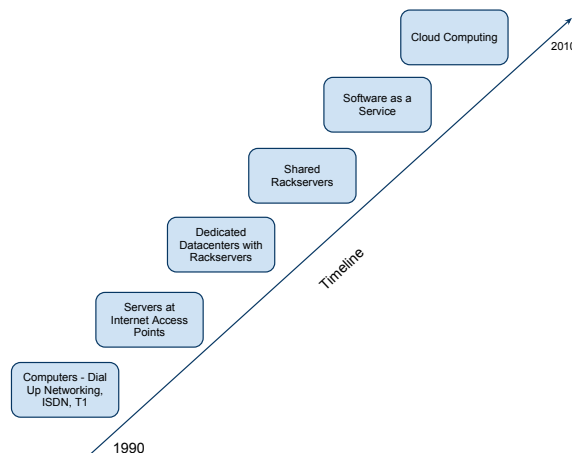 Cloud Computing
2010
Software as a
Service
Shared
Rackservers
Dedicated
Datacenters with
Rackservers
Timeline
Servers at
Internet Access
Points
Computers - Dial
Up Networking,
ISDN, T1
1990